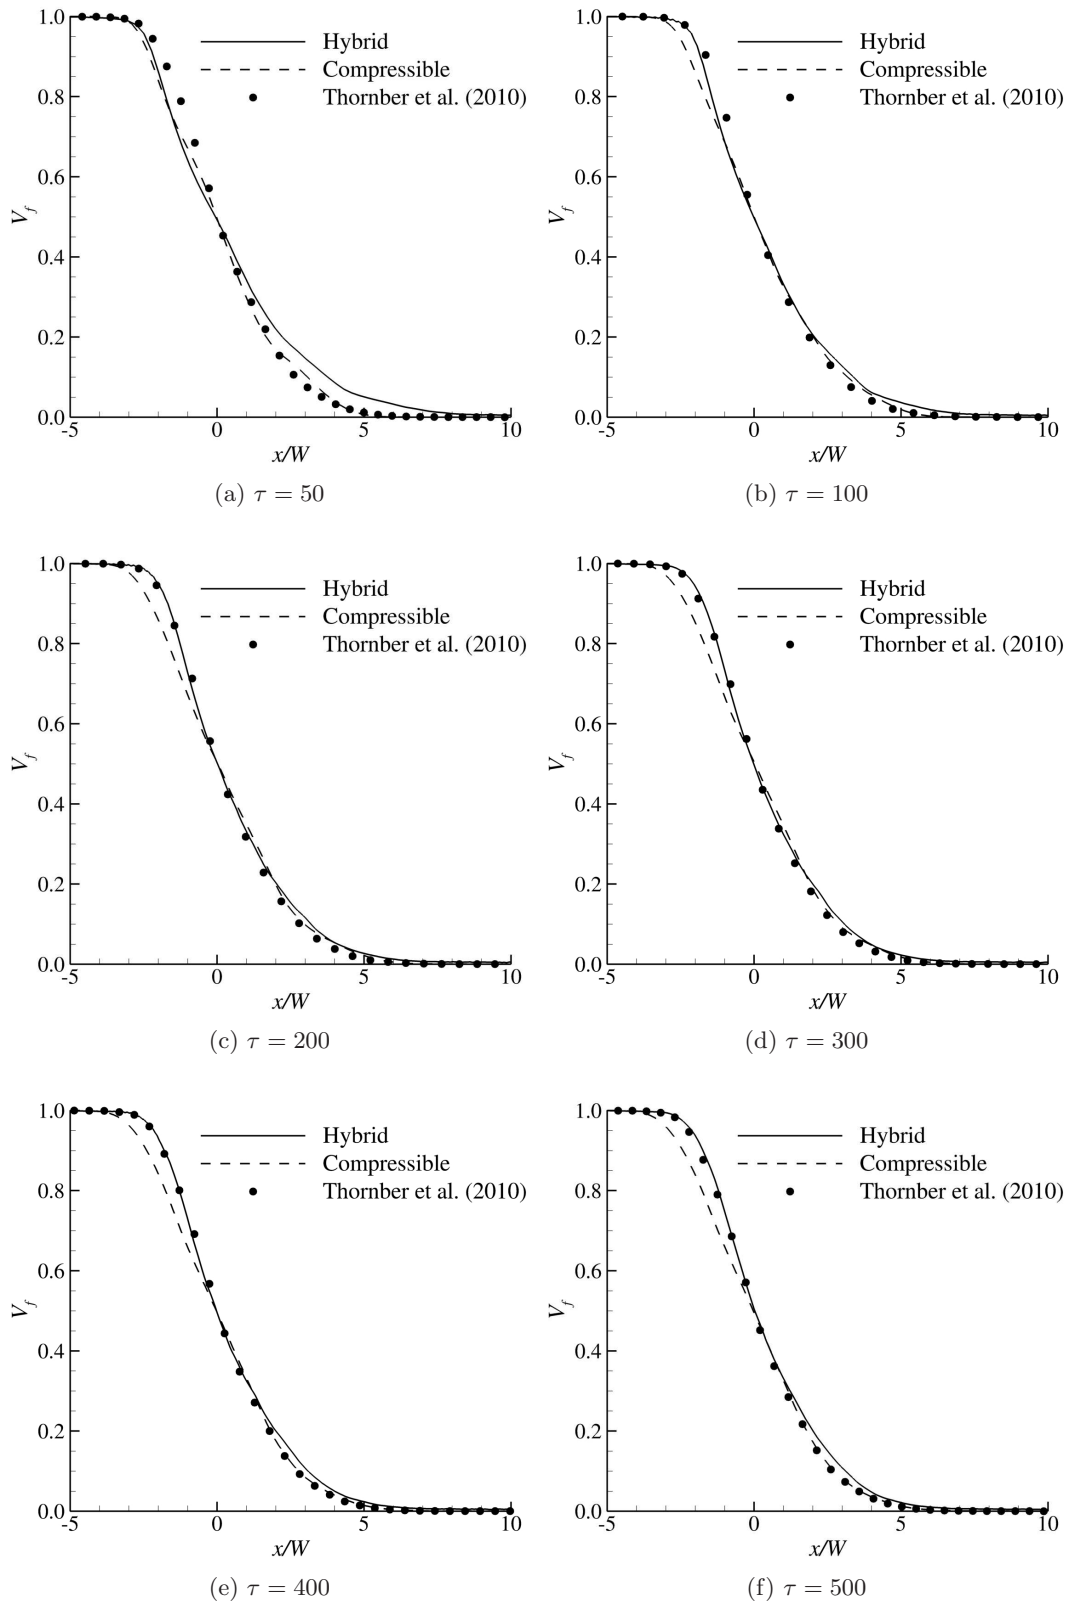 1.0
0.8
0.6
0.4
0.2
0.0
V_f
Hybrid
Compressible
Thornber et al. (2010)
-5 0 5 10
x/W
(a) τ = 50
1.0
0.8
0.6
0.4
0.2
0.0
V_f
Hybrid
Compressible
Thornber et al. (2010)
-5 0 5 10
x/W
(b) τ = 100
1.0
0.8
0.6
0.4
0.2
0.0
V_f
Hybrid
Compressible
Thornber et al. (2010)
-5 0 5 10
x/W
(c) τ = 200
1.0
0.8
0.6
0.4
0.2
0.0
V_f
Hybrid
Compressible
Thornber et al. (2010)
-5 0 5 10
x/W
(d) τ = 300
1.0
0.8
0.6
0.4
0.2
0.0
V_f
Hybrid
Compressible
Thornber et al. (2010)
-5 0 5 10
x/W
(e) τ = 400
1.0
0.8
0.6
0.4
0.2
0.0
V_f
Hybrid
Compressible
Thornber et al. (2010)
-5 0 5 10
x/W
(f) τ = 500